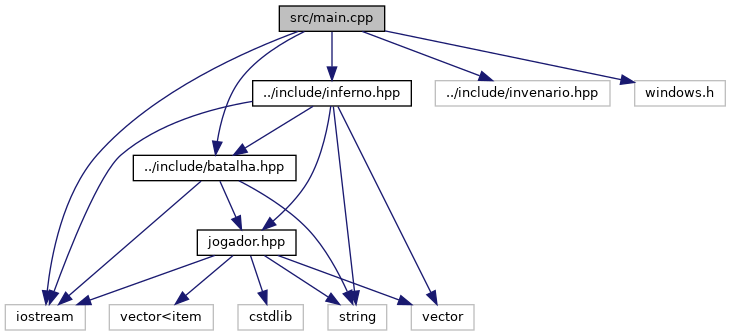 src/main.cpp
../include/inferno.hpp
../include/invenario.hpp
windows.h
../include/batalha.hpp
jogador.hpp
iostream
vector<item
cstdlib
string
vector